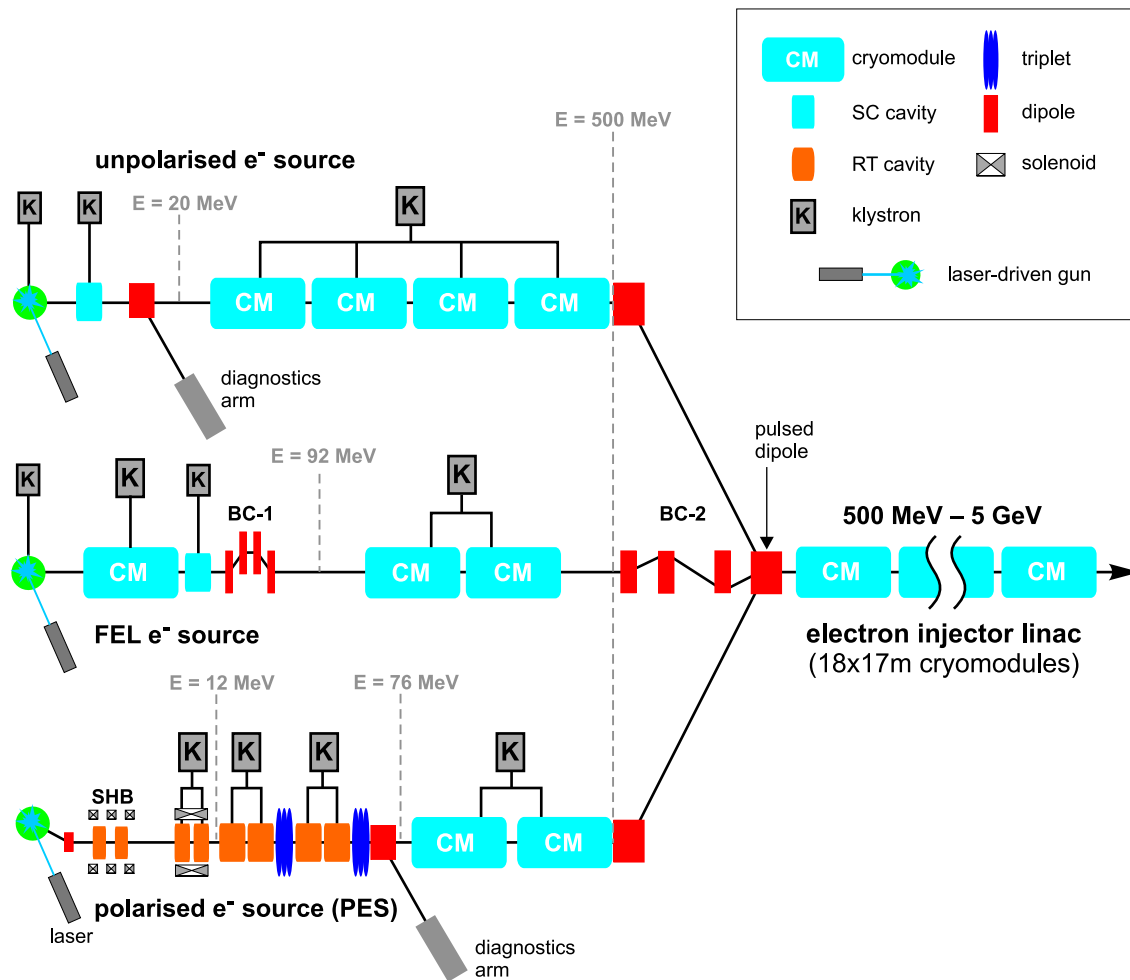 CM
cryomodule
triplet
SC cavity
dipole
RT cavity
solenoid
K
klystron
laser-driven gun
E = 500 MeV
unpolarised e⁻ source
K
K
E = 20 MeV
K
CM
CM
CM
CM
diagnostics
arm
pulsed
dipole
E = 92 MeV
K
K
K
K
BC-1
BC-2
500 MeV – 5 GeV
CM
CM
CM
CM
CM
FEL e⁻ source
electron injector linac
(18x17m cryomodules)
E = 12 MeV
E = 76 MeV
K
K
K
K
SHB
CM
CM
polarised e⁻ source (PES)
laser
diagnostics
arm